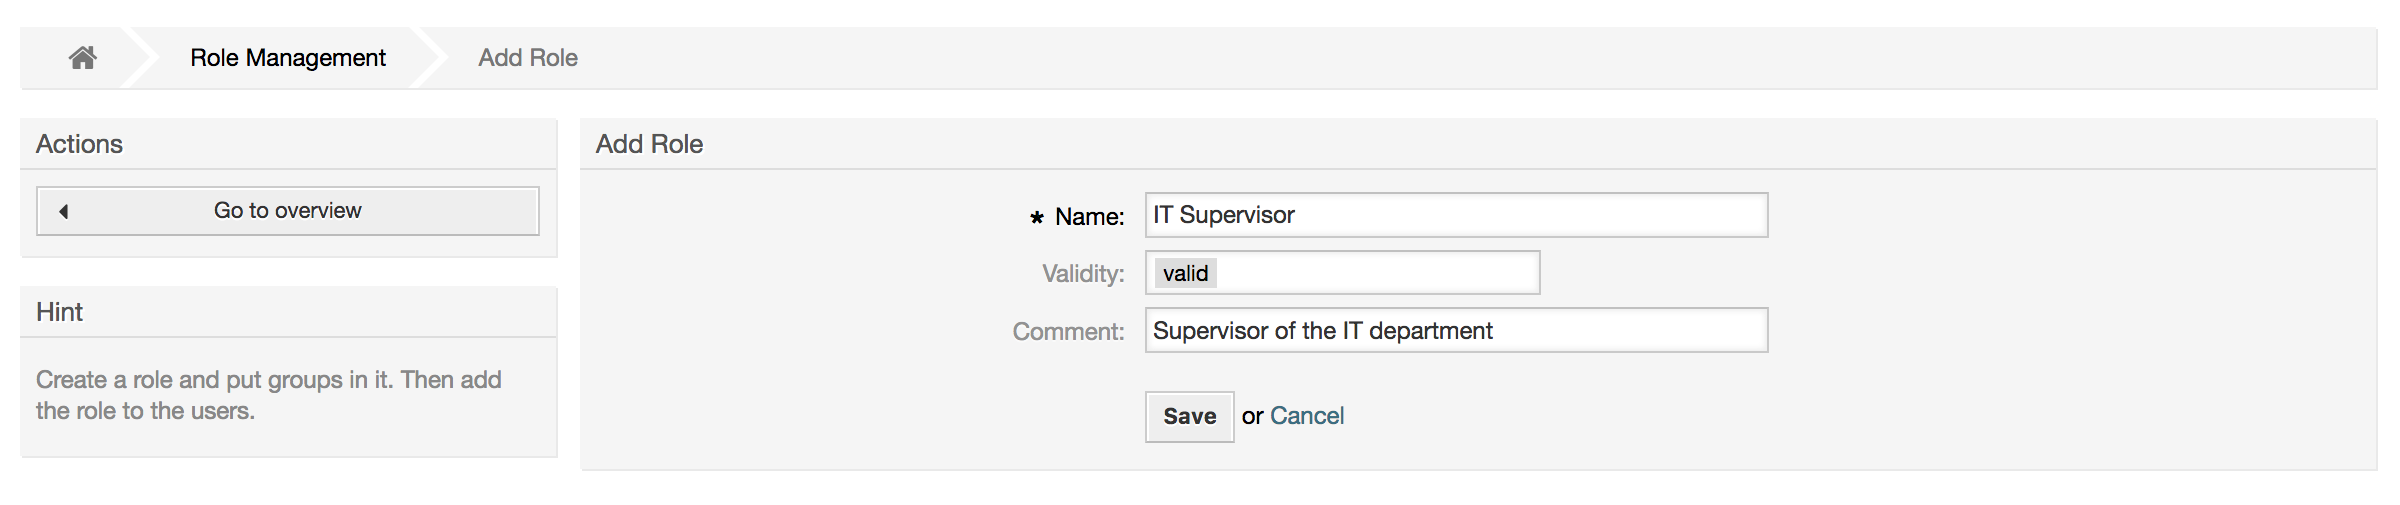 Role Management
Add Role
Actions
Go to overview
Hint
Create a role and put groups in it. Then add
the role to the users.
Add Role
* Name: IT Supervisor
Validity: valid
Comment: Supervisor of the IT department
Save or Cancel